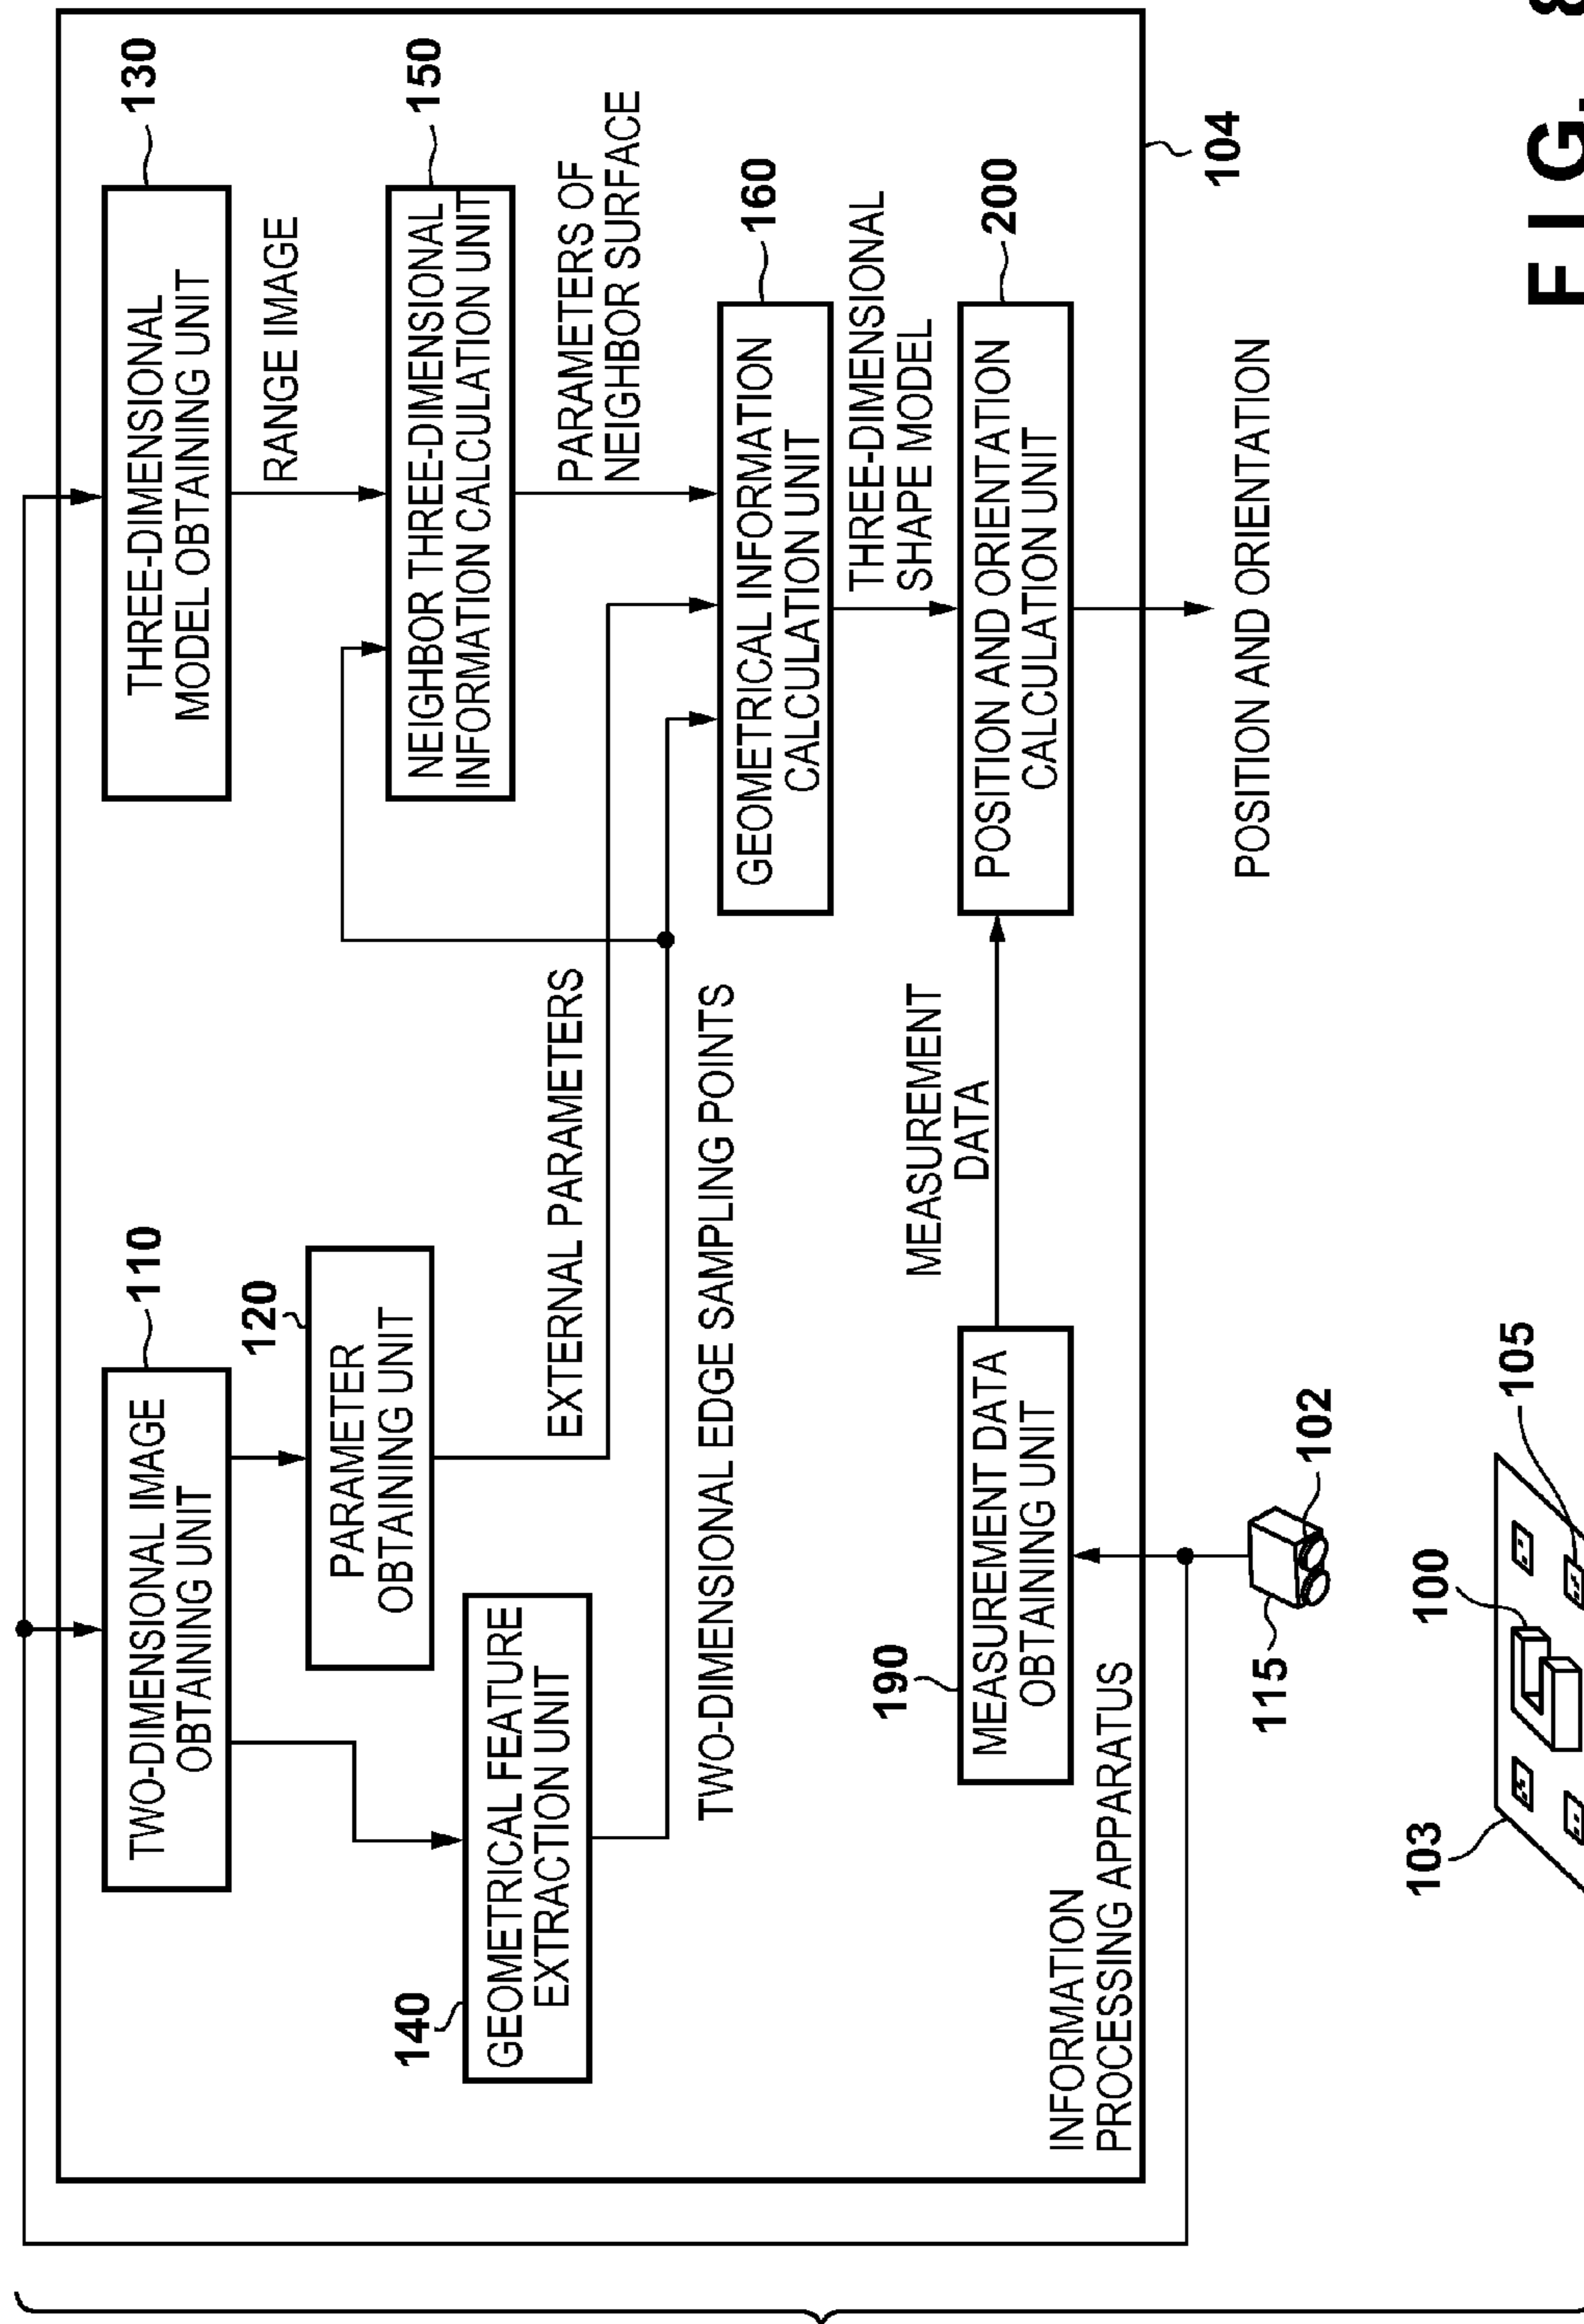 130
THREE-DIMENSIONAL
MODEL OBTAINING UNIT
RANGE IMAGE
150
NEIGHBOR THREE-DIMENSIONAL
INFORMATION CALCULATION UNIT
PARAMETERS OF
NEIGHBOR SURFACE
160
GEOMETRICAL INFORMATION
CALCULATION UNIT
THREE-DIMENSIONAL
SHAPE MODEL
200
POSITION AND ORIENTATION
CALCULATION UNIT
POSITION AND ORIENTATION
104
110
TWO-DIMENSIONAL IMAGE
OBTAINING UNIT
120
PARAMETER
OBTAINING UNIT
EXTERNAL PARAMETERS
140
GEOMETRICAL FEATURE
EXTRACTION UNIT
TWO-DIMENSIONAL EDGE SAMPLING POINTS
MEASUREMENT
DATA
190
MEASUREMENT DATA
OBTAINING UNIT
INFORMATION
PROCESSING APPARATUS
102
115
105
100
103
FIG. 8